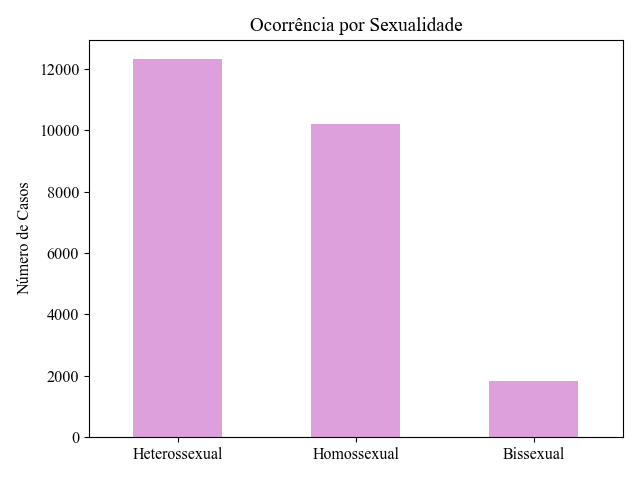 Ocorrência por Sexualidade
Número de Casos
12000
10000
8000
6000
4000
2000
0
Heterossexual
Homossexual
Bissexual